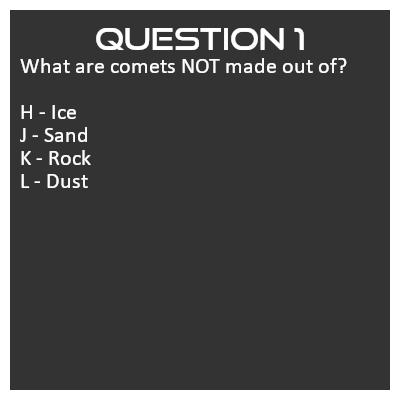 QUESTION 1
What are comets NOT made out of?
H - Ice
J - Sand
K - Rock
L - Dust